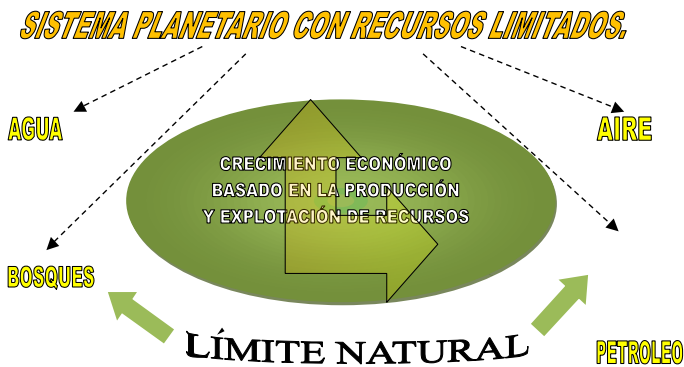 SISTEMA PLANETARIO CON RECURSOS LIMITADOS.
AGUA
AIRE
CRECIMIENTO ECONÓMICO
BASADO EN LA PRODUCCIÓN
Y EXPLOTACIÓN DE RECURSOS
BOSQUES
LÍMITE NATURAL
PETROLEO